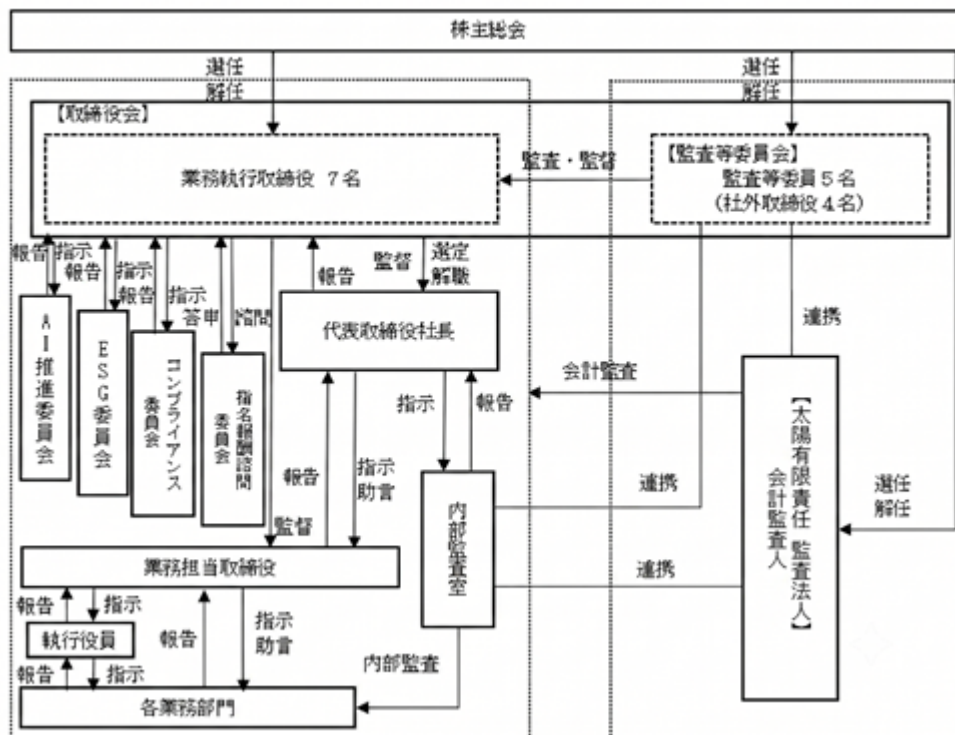 株主総会
選任
解任
選任
解任
【取締役会】
業務執行取締役 7名
監査・監督
【監査等委員会】
監査等委員5名
(社外取締役4名)
報告
指示
報告
指示
報告
指示
答申
諮問
報告
監督
選定
解職
連携
AI推進委員会
ESG委員会
コンプライアンス
委員会
指名報酬諮問
委員会
代表取締役社長
会計監査
指示
報告
【太陽有限責任 監査法人】
会計監査人
報告
指示
助言
監督
内部監査室
連携
選任
解任
業務担当取締役
連携
報告
指示
執行役員
報告
指示
報告
指示
助言
内部監査
各業務部門